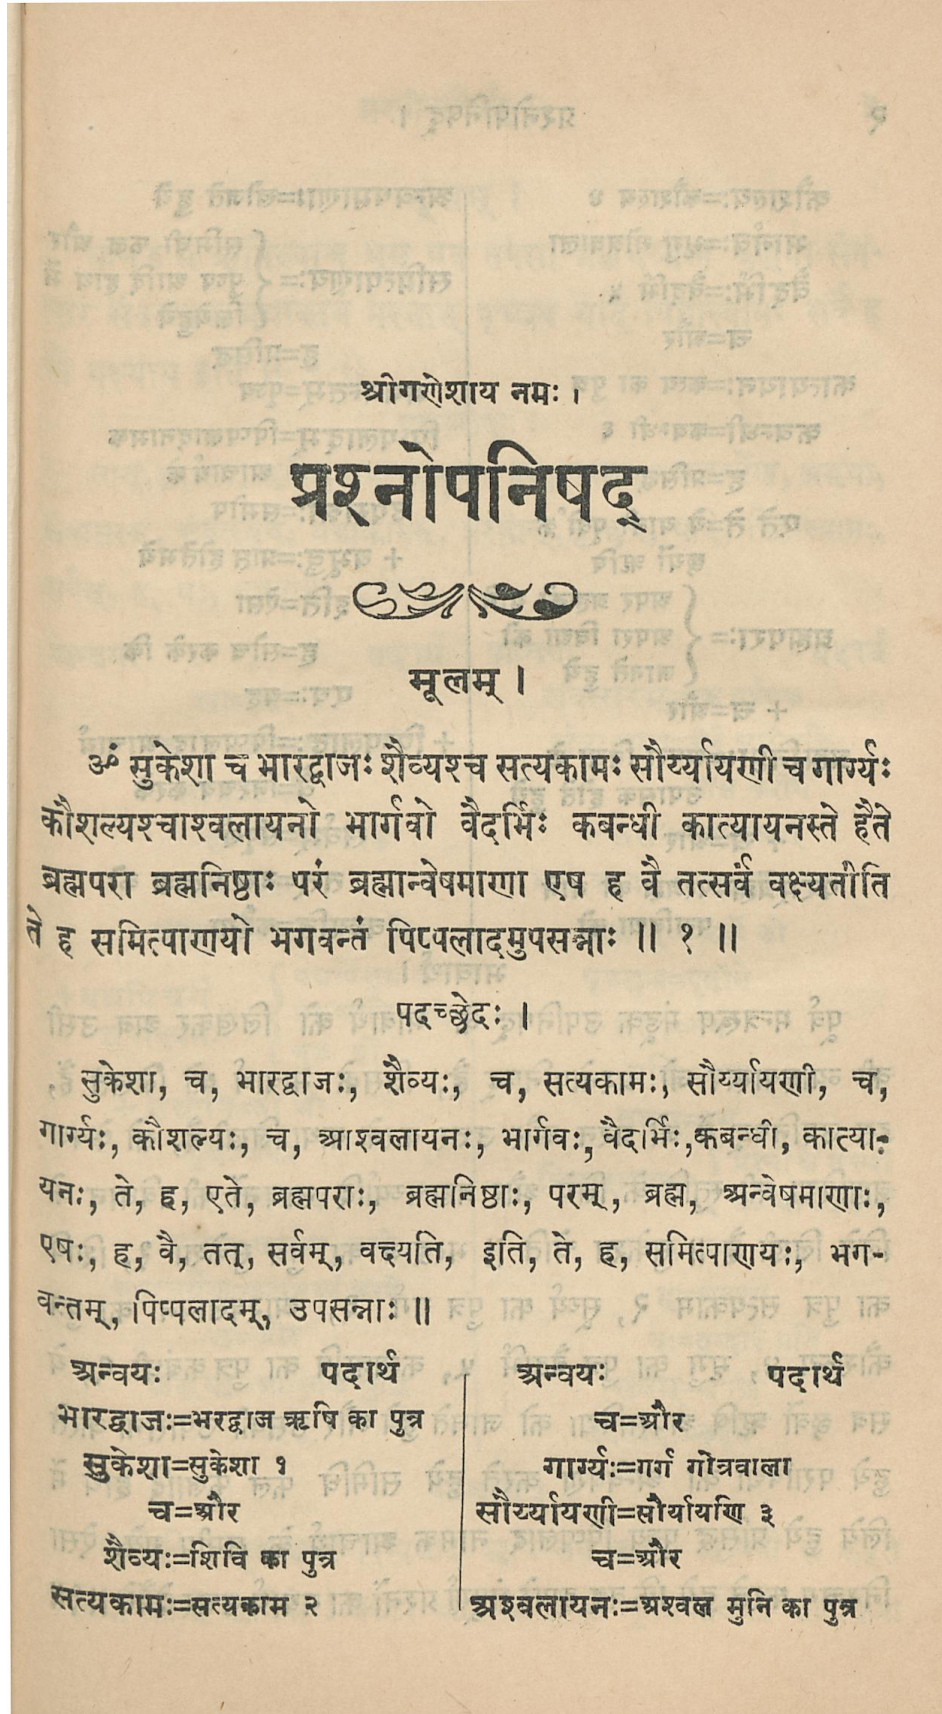 श्रीगणेशाय नमः ।
प्रश्नोपनिषद्
मूलम् ।
ॐ सुकेशा च भारद्वाजः शैव्यश्च सत्यकामः सौर्य्यायणी च गार्ग्यः
कौशल्यश्चाश्वलायनो भार्गवो वैदर्भिः कबन्धी कात्यायनस्ते हैते
ब्रह्मपरा ब्रह्मनिष्ठाः परं ब्रह्मान्वेषमाणा एष ह वै तत्सर्वं वक्ष्यतीति
ते ह समित्पाणयो भगवन्तं पिप्पलादमुपसन्नाः ॥ १ ॥
पदच्छेदः ।
सुकेशा, च, भारद्वाजः, शैव्यः, च, सत्यकामः, सौर्य्यायणी, च,
गार्ग्यः, कौशल्यः, च, आश्वलायनः, भार्गवः, वैदर्भिः, कबन्धी, कात्या-
यनः, ते, ह, एते, ब्रह्मपराः, ब्रह्मनिष्ठाः, परम्, ब्रह्म, अन्वेषमाणाः,
एषः, ह, वै, तत्, सर्वम्, वक्ष्यति, इति, ते, ह, समित्पाणयः, भग-
वन्तम्, पिप्पलादम्, उपसन्नाः ॥
अन्वयः पदार्थ
भारद्वाजः=भरद्वाज ऋषि का पुत्र
सुकेशा=सुकेशा १
च=और
शैव्यः=शिवि का पुत्र
सत्यकामः=सत्यकाम २
अन्वयः पदार्थ
च=और
गार्ग्यः=गर्ग गोत्रवाला
सौर्य्यायणी=सौर्यायणि ३
च=और
अश्वलायनः=अश्वल मुनि का पुत्र